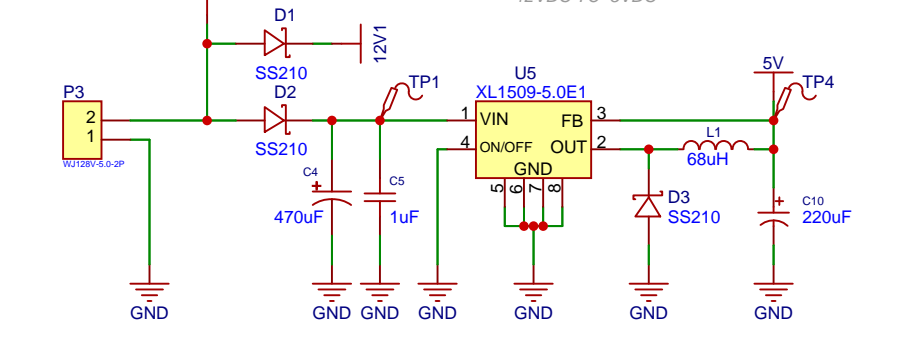 D1
12V1
SS210
P3
2
1
WJ128V-5.0-2P
D2
SS210
TP1
C4
470uF
C5
1uF
U5
XL1509-5.0E1
1
VIN
FB
3
4
ON/OFF
OUT
2
GND
5
6
7
8
5V
TP4
L1
68uH
D3
SS210
C10
220uF
GND
GND
GND
GND
GND
GND
GND